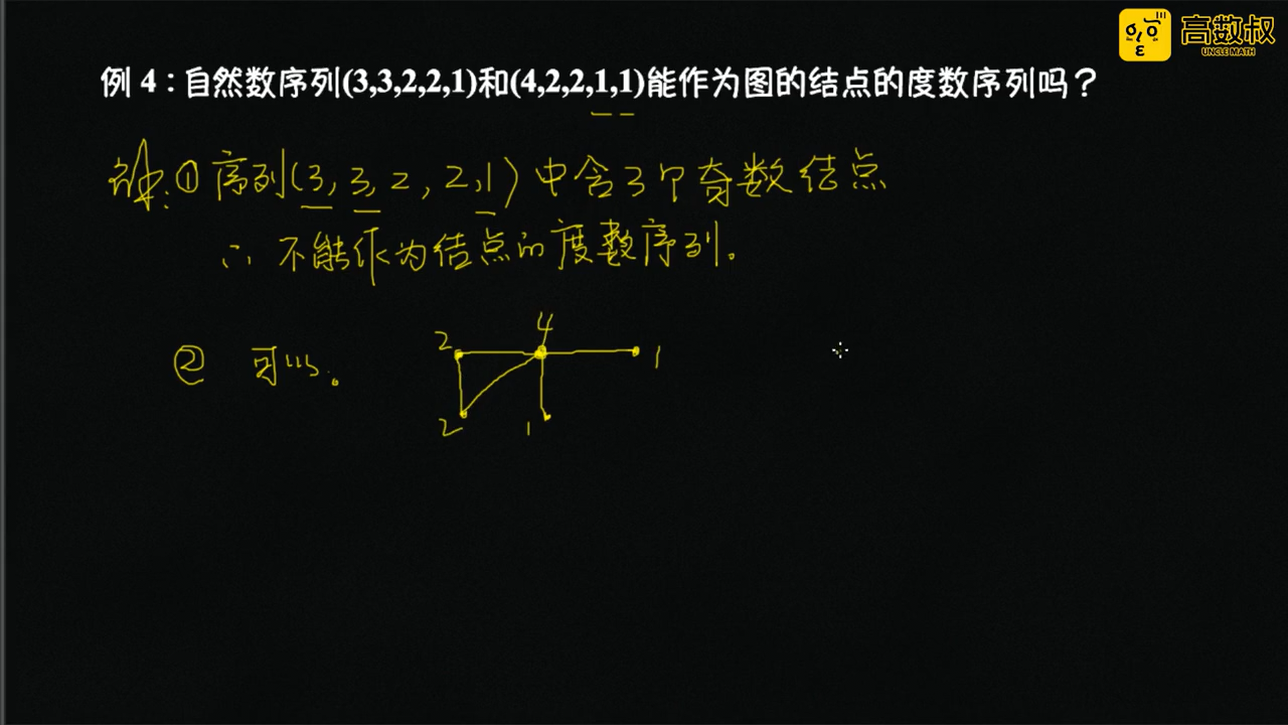 高数叔
UNCLE MATH
例 4：自然数序列(3,3,2,2,1)和(4,2,2,1,1)能作为图的结点的度数序列吗？
解:①序列(3,3,2,2,1)中含3个奇数结点
∴不能作为结点的度数序列。
②可以。
4
2
1
2
1